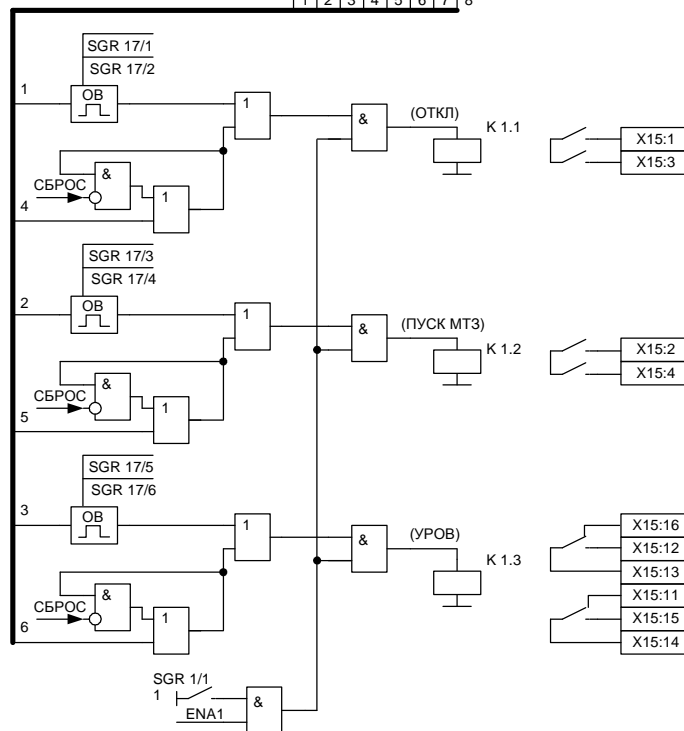 1 2 3 4 5 6 7 8
SGR 17/1
SGR 17/2
1
ОВ
1
&
(ОТКЛ)
К 1.1
X15:1
X15:3
&
СБРОС
1
4
SGR 17/3
SGR 17/4
2
ОВ
1
&
(ПУСК МТЗ)
К 1.2
X15:2
X15:4
&
СБРОС
1
5
SGR 17/5
SGR 17/6
3
ОВ
1
&
(УРОВ)
К 1.3
X15:16
X15:12
X15:13
X15:11
X15:15
X15:14
&
СБРОС
1
6
SGR 1/1
1
&
ENA1